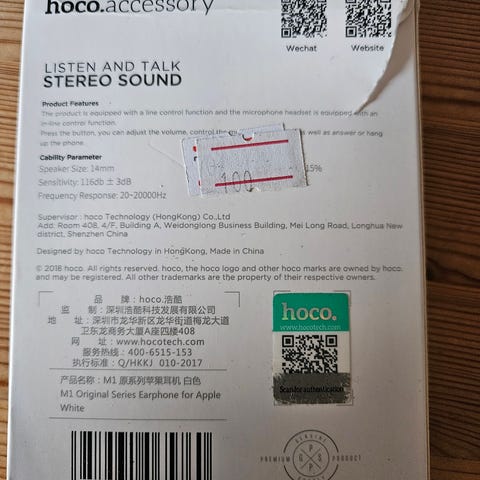 hoco.accessory
Wechat
Website
LISTEN AND TALK
STEREO SOUND
Product Features
The product is equipped with a line control function and the microphone headset is equipped with an
in-line control function.
Press the button, you can adjust the volume, control the as well as answer or hang
up the phone.
Cability Parameter
Speaker Size: 14mm
15%
Sensitivity: 116db ± 3dB
100
Frequency Response: 20~20000Hz
Supervisor : hoco Technology (HongKong) Co.,Ltd
Add: Room 408, 4/F, Building A, Weidonglong Business Building, Mei Long Road, Longhua New
district, Shenzhen China
Designed by hoco Technology in HongKong, Made in China
© 2018 hoco. All rights reserved. hoco, the hoco logo and other hoco marks are owned by hoco.
and may be registered. All other trademarks are the property of their respective owners.
品 牌：hoco.浩酷
监 制：深圳浩酷科技发展有限公司
地 址：深圳市龙华新区龙华街道梅龙大道
卫东龙商务大厦A座四楼408
网 址：www.hocotech.com
服务热线：400-6515-153
执行标准：Q/HKKJ 010-2017
产品名称：M1 原系列苹果耳机 白色
M1 Original Series Earphone for Apple
White
hoco.
www.hocotech.com
Scan for authentication
GENUINE
PREMIUM
PRODUCT
G P S P